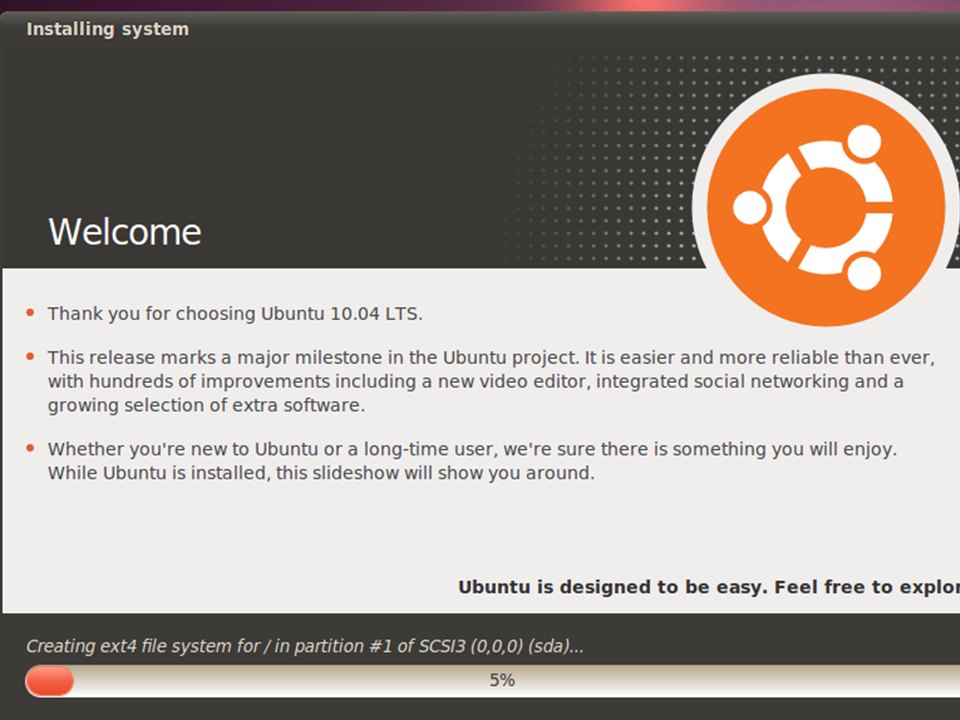 Installing system
Welcome
Thank you for choosing Ubuntu 10.04 LTS.
This release marks a major milestone in the Ubuntu project. It is easier and more reliable than ever,
with hundreds of improvements including a new video editor, integrated social networking and a
growing selection of extra software.
Whether you're new to Ubuntu or a long-time user, we're sure there is something you will enjoy.
While Ubuntu is installed, this slideshow will show you around.
Ubuntu is designed to be easy. Feel free to
Creating ext4 file system for / in partition #1 of SCSI3 (0,0,0) (sda)...
5%